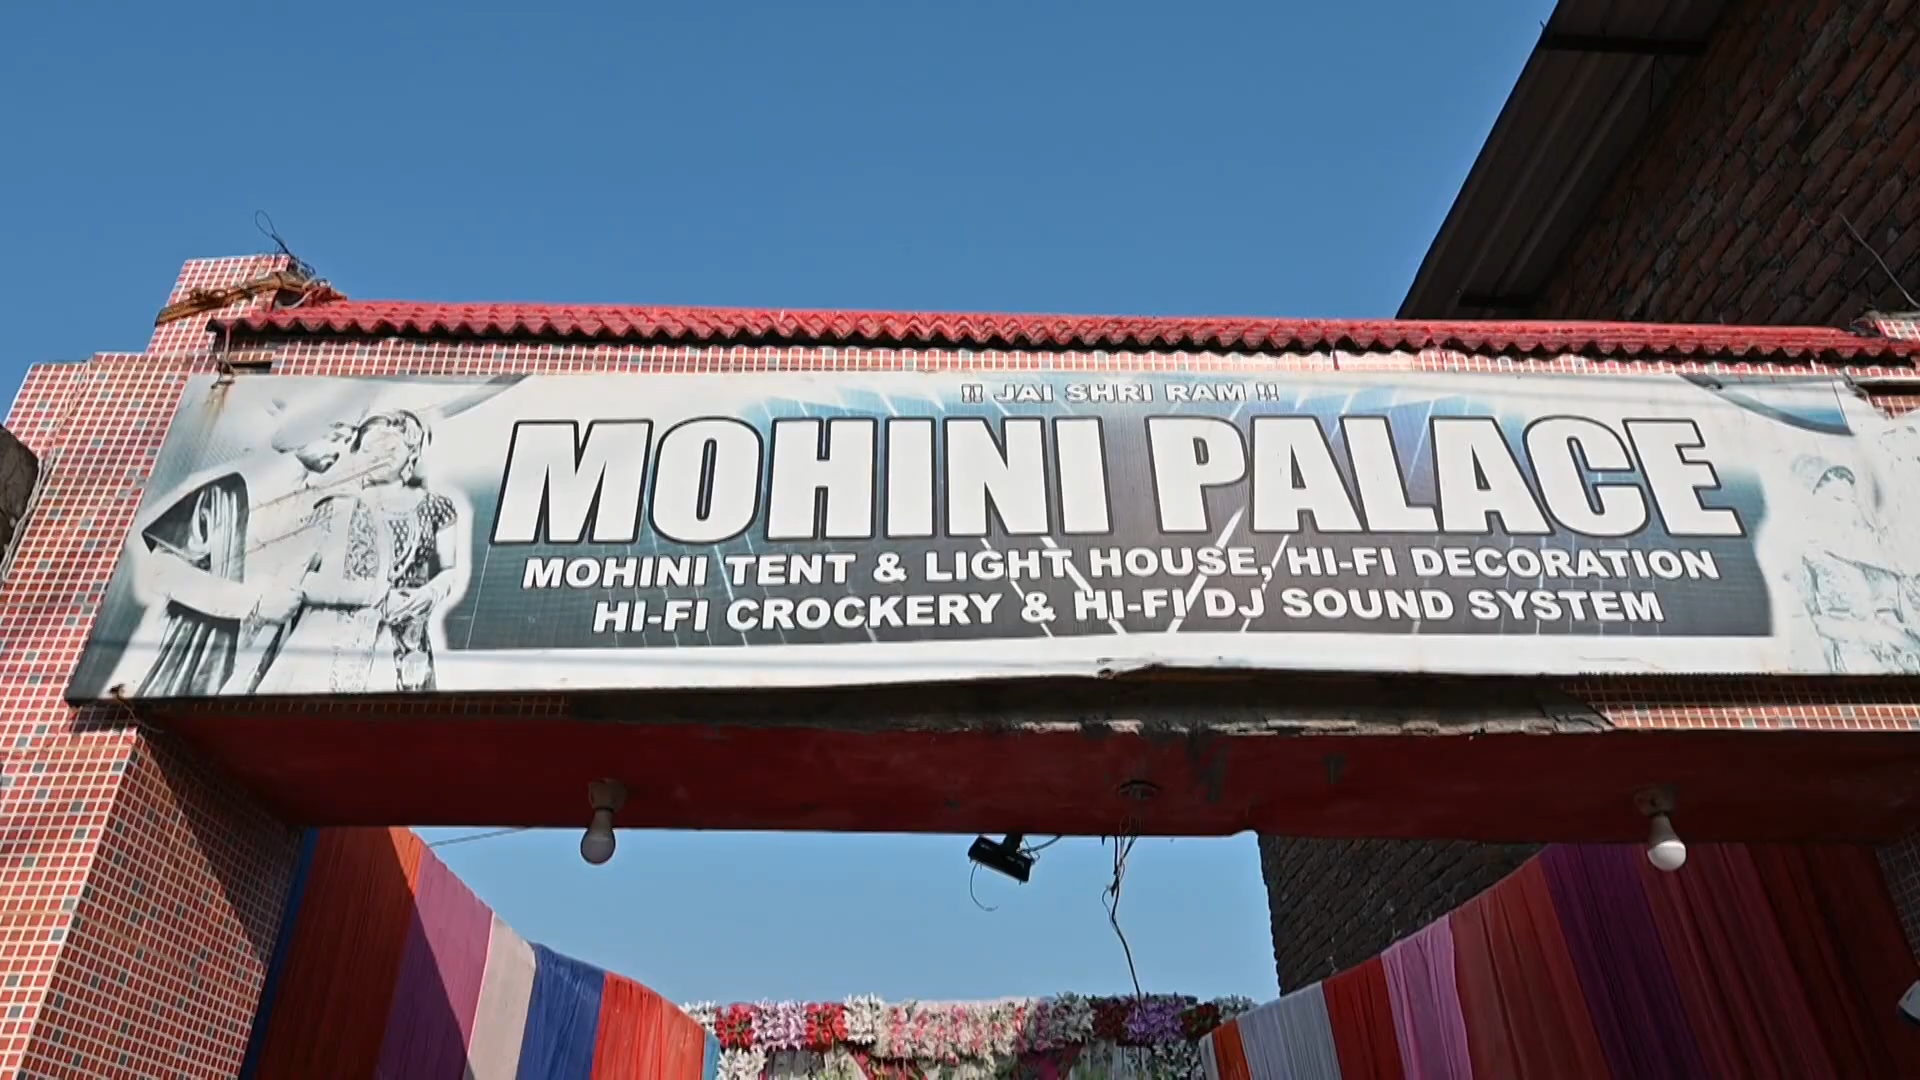 !! JAI SHRI RAM !!
MOHINI PALACE
MOHINI TENT & LIGHT HOUSE, HI-FI DECORATION
HI-FI CROCKERY & HI-FI DJ SOUND SYSTEM